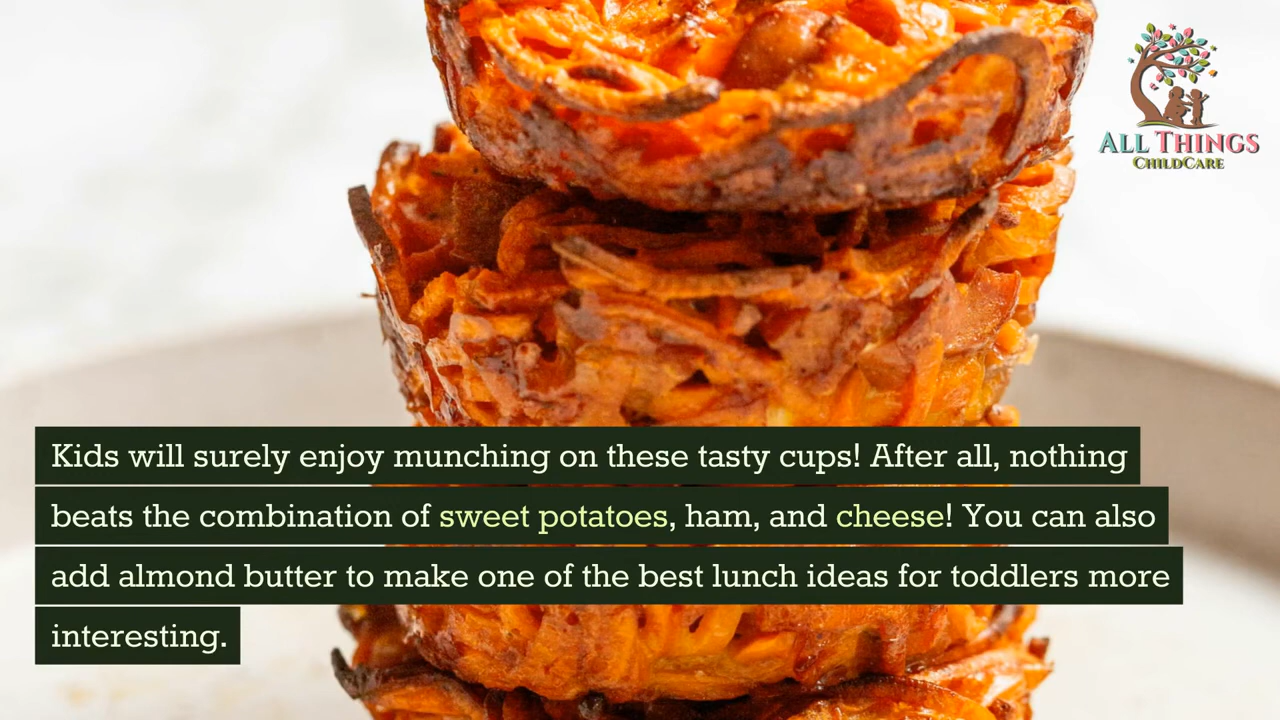 ALL THINGS
CHILDCARE
Kids will surely enjoy munching on these tasty cups! After all, nothing
beats the combination of sweet potatoes, ham, and cheese! You can also
add almond butter to make one of the best lunch ideas for toddlers more
interesting.